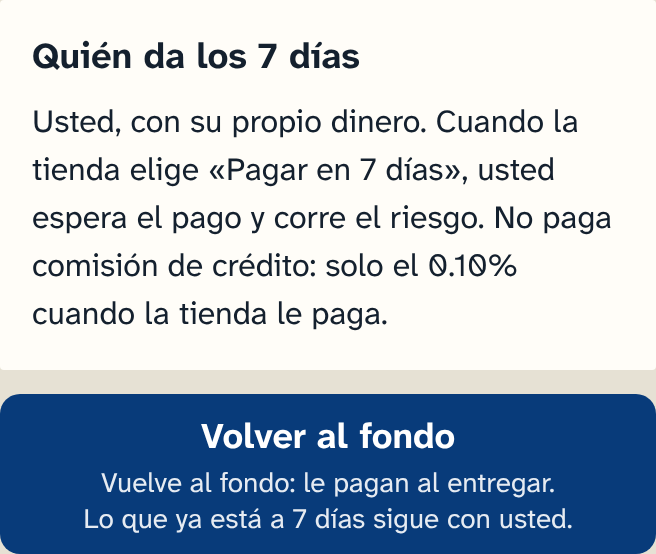 Quién da los 7 días
Usted, con su propio dinero. Cuando la
tienda elige «Pagar en 7 días», usted
espera el pago y corre el riesgo. No paga
comisión de crédito: solo el 0.10%
cuando la tienda le paga.
Volver al fondo
Vuelve al fondo: le pagan al entregar.
Lo que ya está a 7 días sigue con usted.